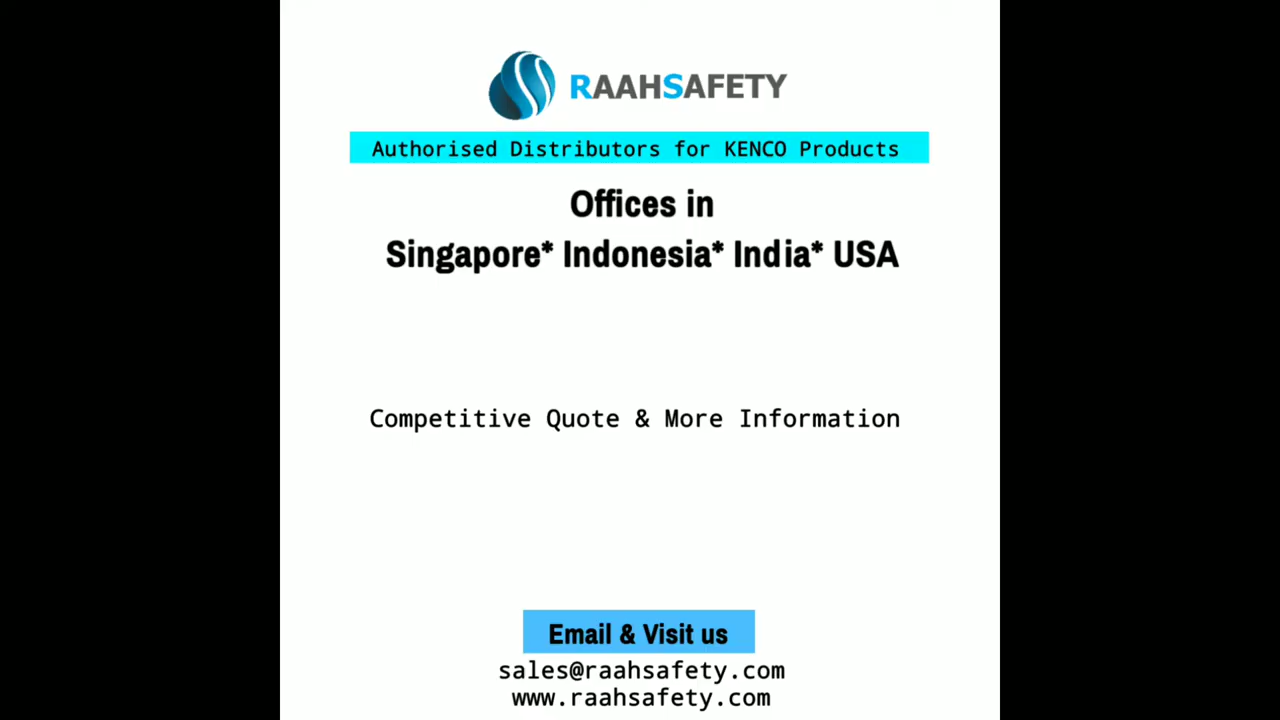 RAAHSAFETY
Authorised Distributors for KENCO Products
Offices in
Singapore* Indonesia* India* USA
Competitive Quote & More Information
Email & Visit us
sales@raahsafety.com
www.raahsafety.com